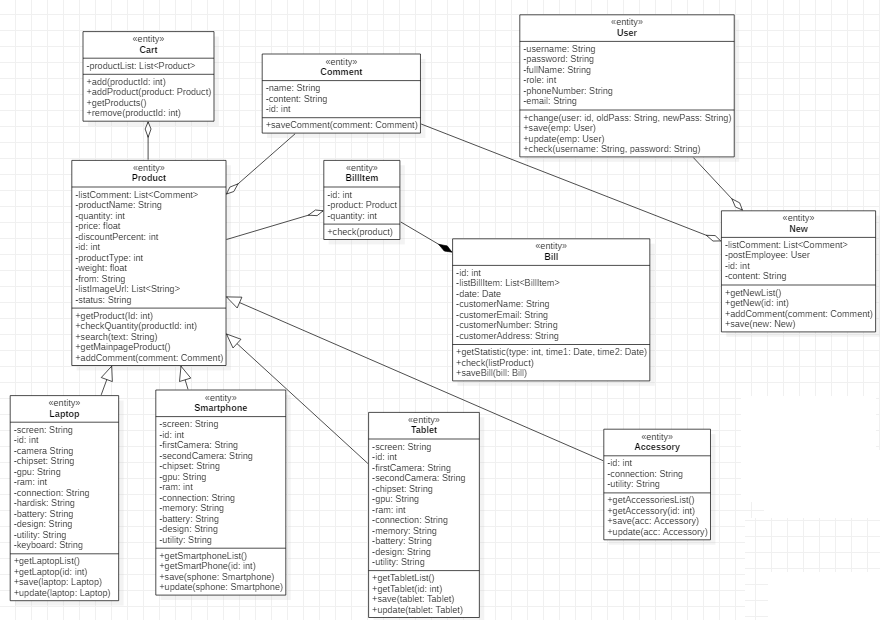 «entity»
Cart
-productList: List<Product>
+add(productId: int)
+addProduct(product: Product)
+getProducts()
+remove(productId: int)
«entity»
Comment
-name: String
-content: String
-id: int
+saveComment(comment: Comment)
«entity»
User
-username: String
-password: String
-fullName: String
-role: int
-phoneNumber: String
-email: String
+change(user: id, oldPass: String, newPass: String)
+save(emp: User)
+update(emp: User)
+check(username: String, password: String)
«entity»
Product
-listComment: List<Comment>
-productName: String
-quantity: int
-price: float
-discountPercent: int
-id: int
-productType: int
-weight: float
-from: String
-listImageUrl: List<String>
-status: String
+getProduct(Id: int)
+checkQuantity(productId: int)
+search(text: String)
+getMainpageProduct()
+addComment(comment: Comment)
«entity»
BillItem
-id: int
-product: Product
-quantity: int
+check(product)
«entity»
Bill
-id: int
-listBillItem: List<BillItem>
-date: Date
-customerName: String
-customerEmail: String
-customerNumber: String
-customerAddress: String
+getStatistic(type: int, time1: Date, time2: Date)
+check(listProduct)
+saveBill(bill: Bill)
«entity»
New
-listComment: List<Comment>
-postEmployee: User
-id: int
-content: String
+getNewList()
+getNew(id: int)
+addComment(comment: Comment)
+save(new: New)
«entity»
Laptop
-screen: String
-id: int
-camera String
-chipset: String
-gpu: String
-ram: int
-connection: String
-hardisk: String
-battery: String
-design: String
-utility: String
-keyboard: String
+getLaptopList()
+getLaptop(id: int)
+save(laptop: Laptop)
+update(laptop: Laptop)
«entity»
Smartphone
-screen: String
-id: int
-firstCamera: String
-secondCamera: String
-chipset: String
-gpu: String
-ram: int
-connection: String
-memory: String
-battery: String
-design: String
-utility: String
+getSmartphoneList()
+getSmartPhone(id: int)
+save(sphone: Smartphone)
+update(sphone: Smartphone)
«entity»
Tablet
-screen: String
-id: int
-firstCamera: String
-secondCamera: String
-chipset: String
-gpu: String
-ram: int
-connection: String
-memory: String
-battery: String
-design: String
-utility: String
+getTabletList()
+getTablet(id: int)
+save(tablet: Tablet)
+update(tablet: Tablet)
«entity»
Accessory
-id: int
-connection: String
-utility: String
+getAccessoriesList()
+getAccessory(id: int)
+save(acc: Accessory)
+update(acc: Accessory)